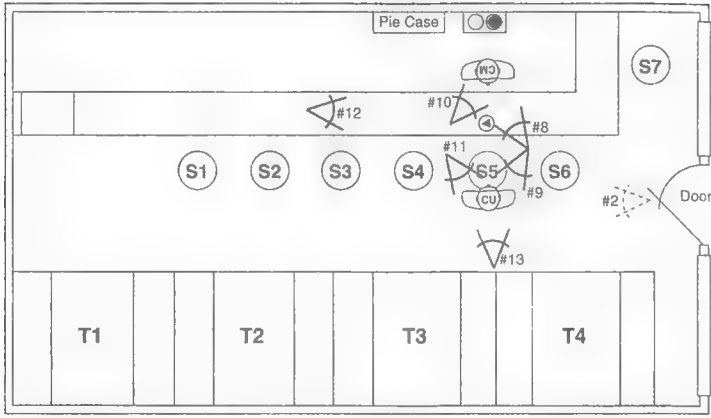 Pie Case
CM
S7
#12
#10
#8
#11
S1
S2
S3
S4
S5
S6
CU
#9
#2
Door
#13
T1
T2
T3
T4